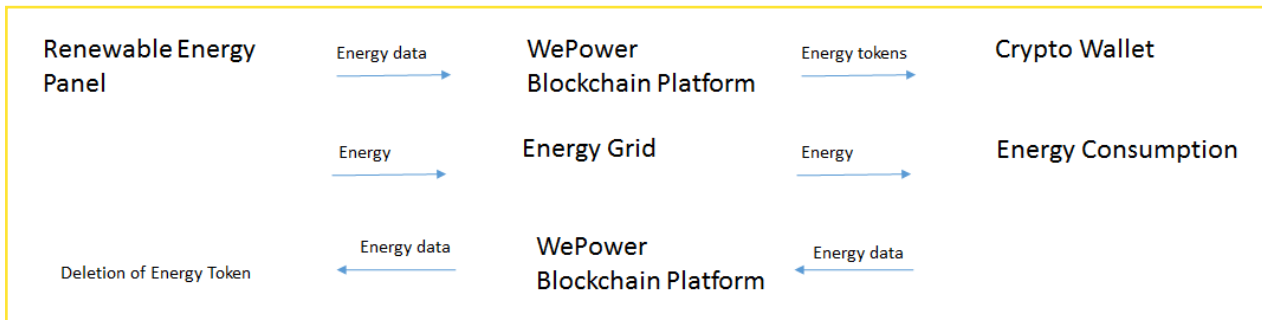 Renewable Energy
Panel
Energy data
WePower
Blockchain Platform
Energy tokens
Crypto Wallet
Energy
Energy Grid
Energy
Energy Consumption
Deletion of Energy Token
Energy data
WePower
Blockchain Platform
Energy data